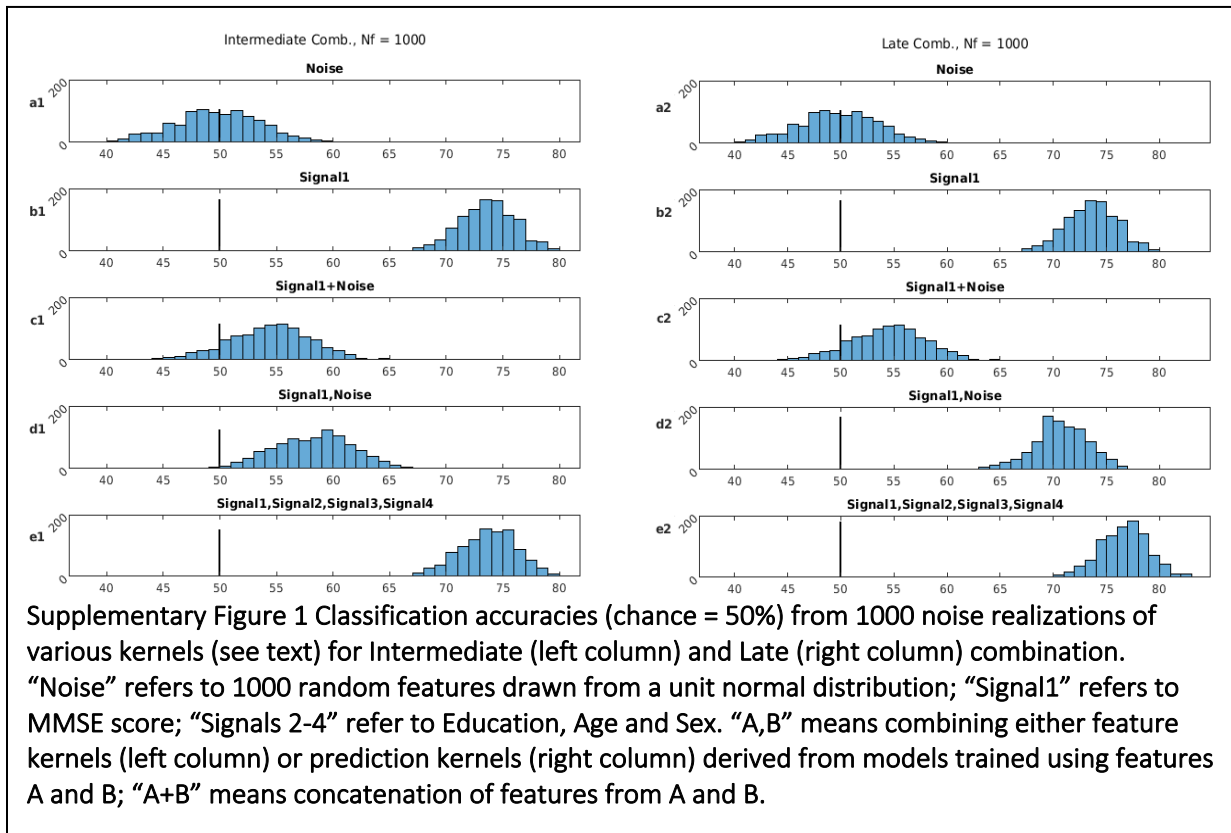 Intermediate Comb., Nf = 1000
Noise
a1
200
0
40 45 50 55 60 65 70 75 80
Signal1
b1
200
0
40 45 50 55 60 65 70 75 80
Signal1+Noise
c1
200
0
40 45 50 55 60 65 70 75 80
Signal1,Noise
d1
200
0
40 45 50 55 60 65 70 75 80
Signal1,Signal2,Signal3,Signal4
e1
200
0
40 45 50 55 60 65 70 75 80
Late Comb., Nf = 1000
Noise
a2
200
0
40 45 50 55 60 65 70 75 80
Signal1
b2
200
0
40 45 50 55 60 65 70 75 80
Signal1+Noise
c2
200
0
40 45 50 55 60 65 70 75 80
Signal1,Noise
d2
200
0
40 45 50 55 60 65 70 75 80
Signal1,Signal2,Signal3,Signal4
e2
200
0
40 45 50 55 60 65 70 75 80
Supplementary Figure 1 Classification accuracies (chance = 50%) from 1000 noise realizations of
various kernels (see text) for Intermediate (left column) and Late (right column) combination.
“Noise” refers to 1000 random features drawn from a unit normal distribution; “Signal1” refers to
MMSE score; “Signals 2-4” refer to Education, Age and Sex. “A,B” means combining either feature
kernels (left column) or prediction kernels (right column) derived from models trained using features
A and B; “A+B” means concatenation of features from A and B.